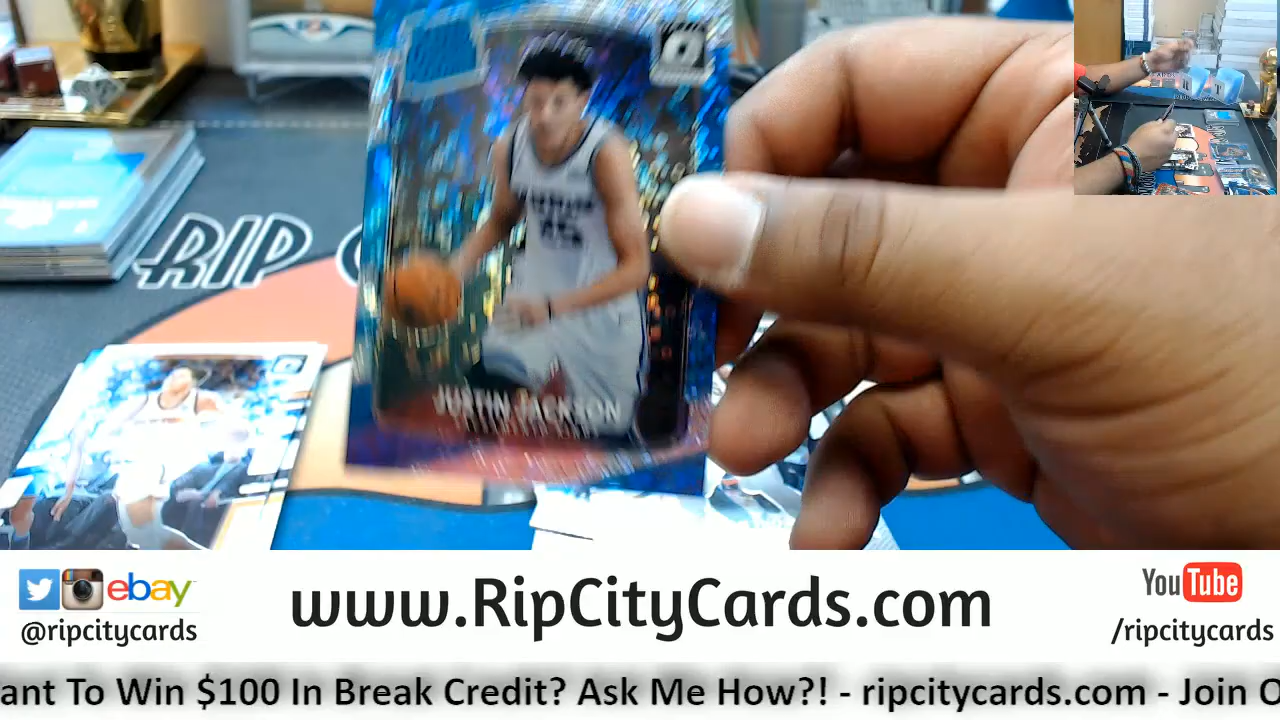 RIP C
JUSTIN JACKSON
ebay
www.RipCityCards.com
You Tube
@ripcitycards
/ripcitycards
ant To Win $100 In Break Credit? Ask Me How?! - ripcitycards.com - Join O